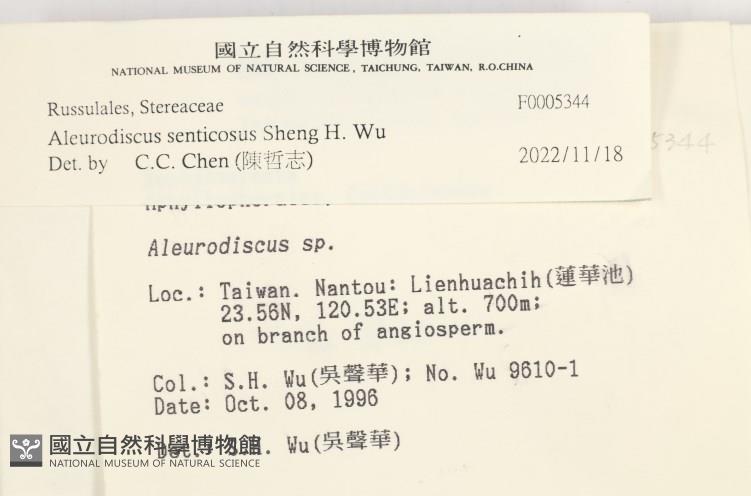 國立自然科學博物館
NATIONAL MUSEUM OF NATURAL SCIENCE, TAICHUNG, TAIWAN, R.O.CHINA
Russulales, Stereaceae F0005344
Aleurodiscus senticosus Sheng H. Wu
Det. by C.C. Chen (陳哲志) 2022/11/18
5344
Aleurodiscus sp.
Loc.: Taiwan. Nantou: Lienhuachih(蓮華池)
23.56N, 120.53E; alt. 700m;
on branch of angiosperm.
Col.: S.H. Wu(吳聲華); No. Wu 9610-1
Date: Oct. 08, 1996
Det.: S.H. Wu(吳聲華)
國立自然科學博物館
NATIONAL MUSEUM OF NATURAL SCIENCE